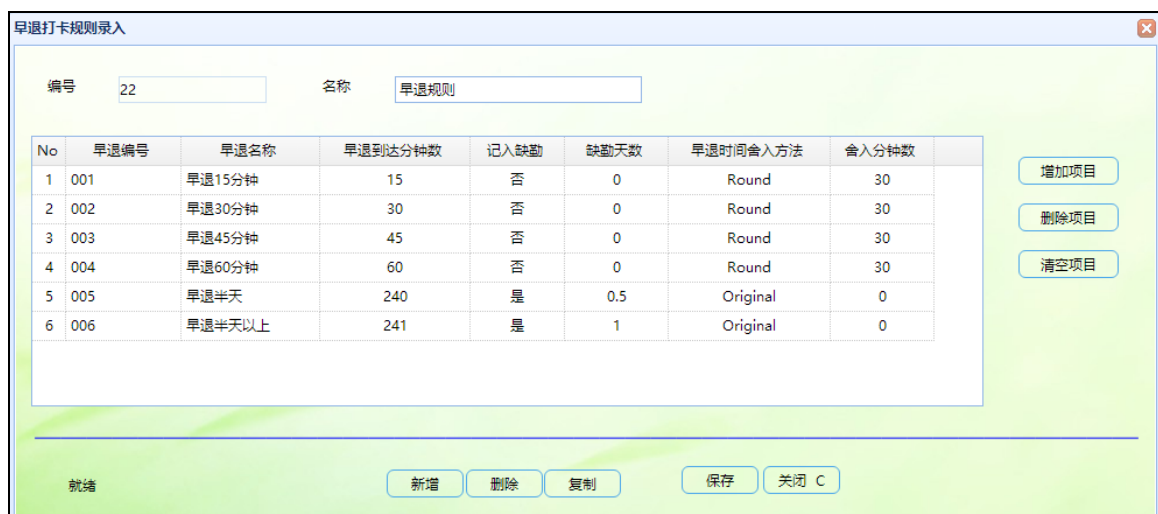 早退打卡规则录入
编号 22 名称 早退规则
No 早退编号 早退名称 早退到达分钟数 记入缺勤 缺勤天数 早退时间舍入方法 舍入分钟数
1 001 早退15分钟 15 否 0 Round 30
2 002 早退30分钟 30 否 0 Round 30
3 003 早退45分钟 45 否 0 Round 30
4 004 早退60分钟 60 否 0 Round 30
5 005 早退半天 240 是 0.5 Original 0
6 006 早退半天以上 241 是 1 Original 0
增加项目
删除项目
清空项目
就绪 新增 删除 复制 保存 关闭 C